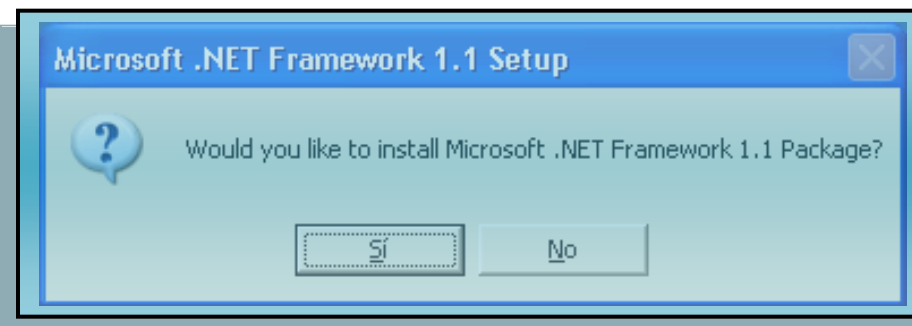 Microsoft .NET Framework 1.1 Setup
Would you like to install Microsoft .NET Framework 1.1 Package?
Sí
No